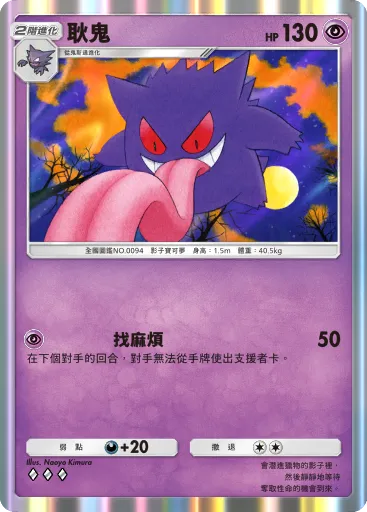 2階進化
耿鬼
HP 130
從鬼斯通進化
全國圖鑑NO.0094 影子寶可夢 身高：1.5m 體重：40.5kg
找麻煩 50
在下個對手的回合，對手無法從手牌使出支援者卡。
弱點 +20 撤退
Illus. Naoyo Kimura
會潛進獵物的影子裡，
然後靜靜地等待
奪取性命的機會到來。